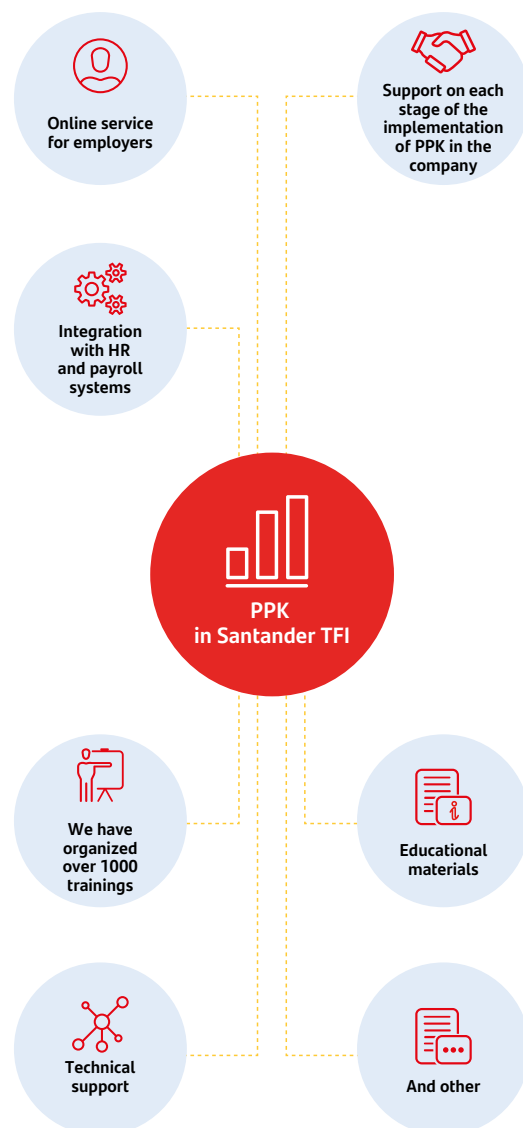 Online service
for employers
Support on each
stage of the
implementation
of PPK in the
company
Integration
with HR
and payroll
systems
PPK
in Santander TFI
We have
organized
over 1000
trainings
i
Educational
materials
Technical
support
And other